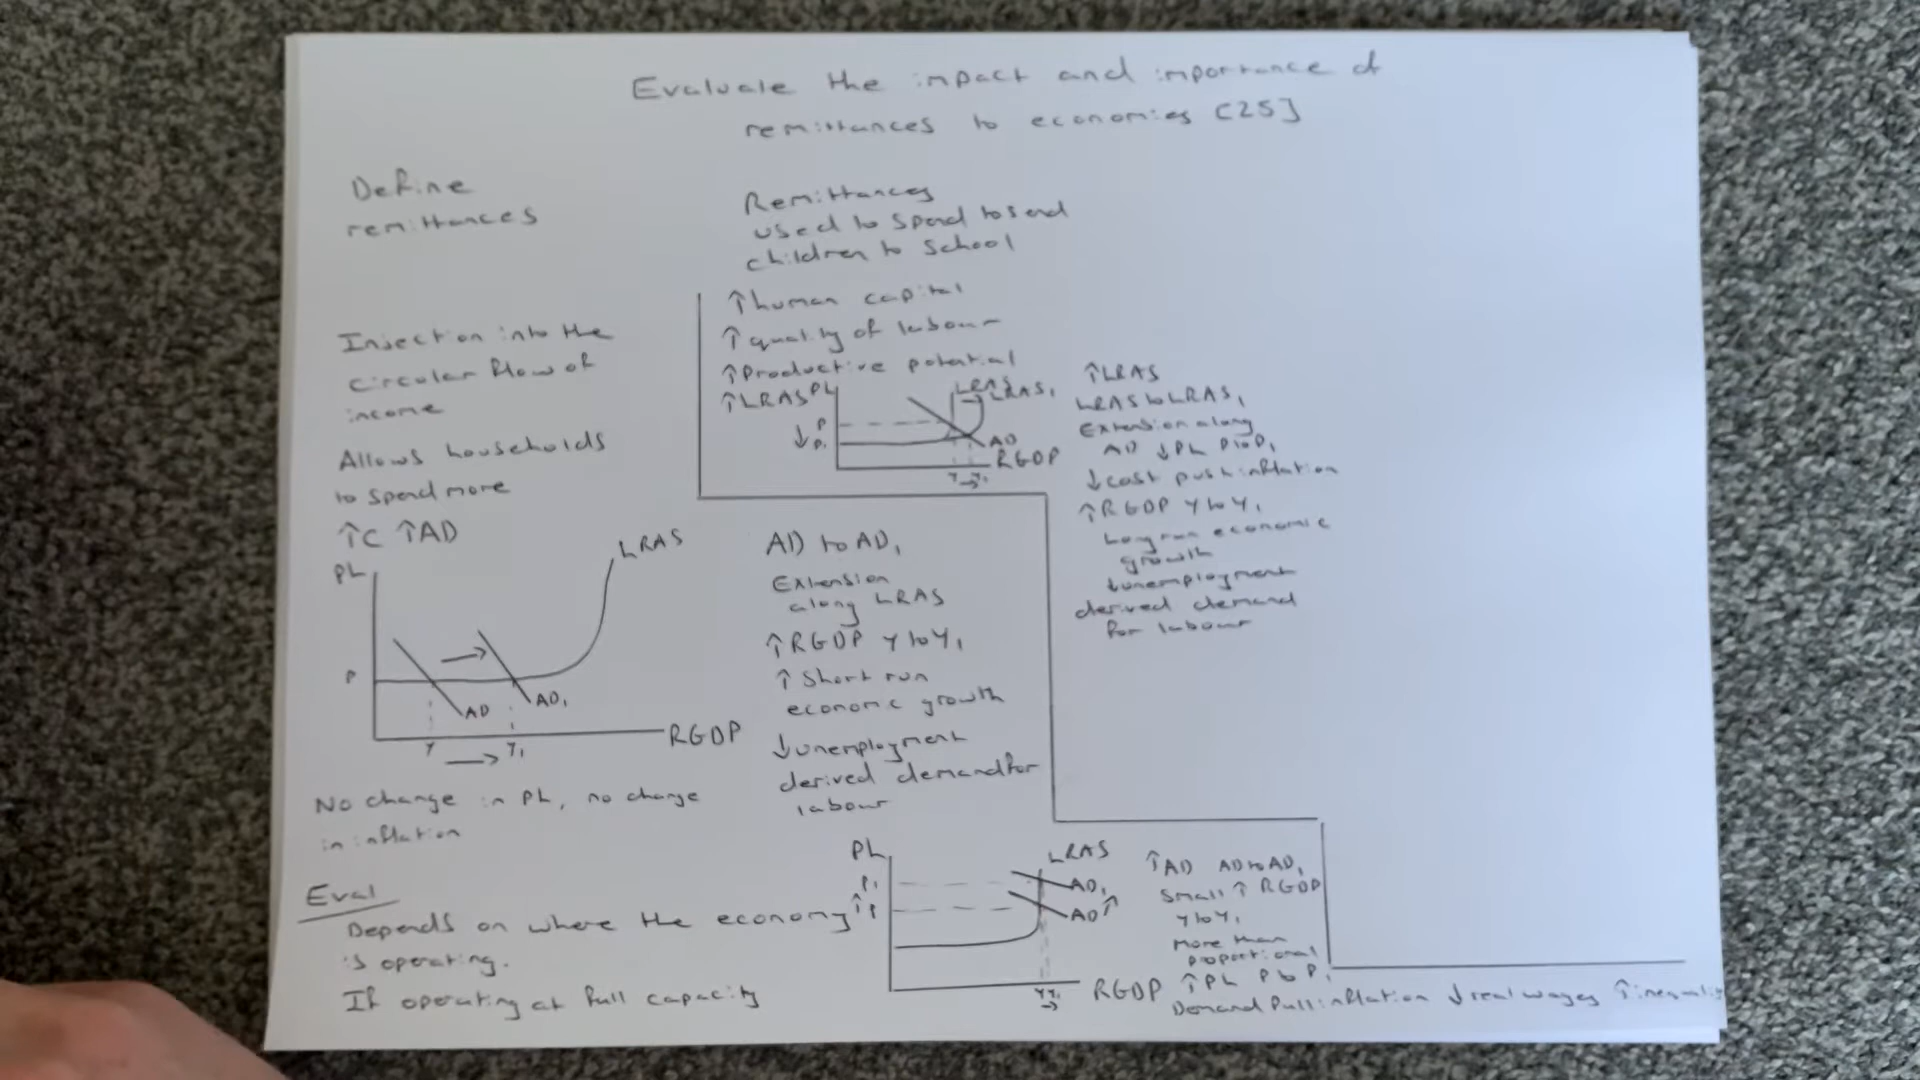 Evaluate the impact and importance of
remittances to economies [25]
Define
remittances
Injection into the
circular flow of
income
Allows households
to spend more
↑C ↑AD
PL
LRAS
P
AD
AD₁
Y
Y₁
RGDP
No change in PL, no change
in inflation
AD to AD₁
Extension
along LRAS
↑RGDP Y to Y₁
↑ Short run
economic growth
↓unemployment
derived demand for
labour
Eval
Depends on where the economy
is operating.
If operating at full capacity
PL
P₁
↑P
LRAS
AD₁
AD
YY₁
RGDP
↑AD AD to AD₁
Small ↑ RGDP
Y to Y₁
More than
proportional
↑PL P to P₁
Demand Pull inflation ↓real wages ↑inequality
Remittances
used to spend to send
children to school
↑human capital
↑quality of labour
↑Productive potential
↑LRAS
PL
LRAS
LRAS₁
P
↓P₁
AD
RGDP
Y → Y₁
↑LRAS
LRAS to LRAS₁
Extension along
AD ↓PL P to P₁
↓cost push inflation
↑RGDP Y to Y₁
Long run economic
growth
↓unemployment
derived demand
for labour